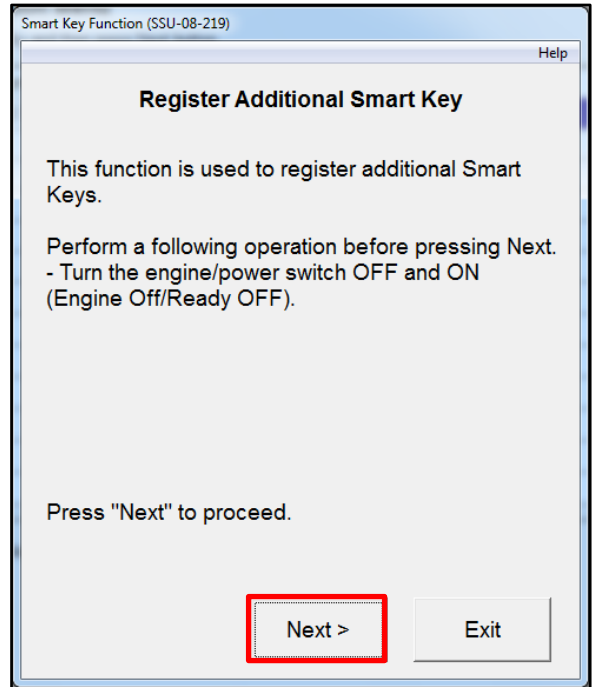 Smart Key Function (SSU-08-219)
Help
Register Additional Smart Key
This function is used to register additional Smart
Keys.
Perform a following operation before pressing Next.
- Turn the engine/power switch OFF and ON
(Engine Off/Ready OFF).
Press "Next" to proceed.
Next >
Exit